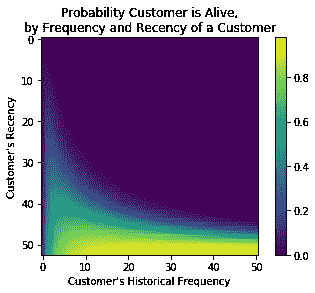 Probability Customer is Alive,
by Frequency and Recency of a Customer
0
10
20
30
40
50
Customer's Recency
0 10 20 30 40 50
Customer's Historical Frequency
0.8
0.6
0.4
0.2
0.0